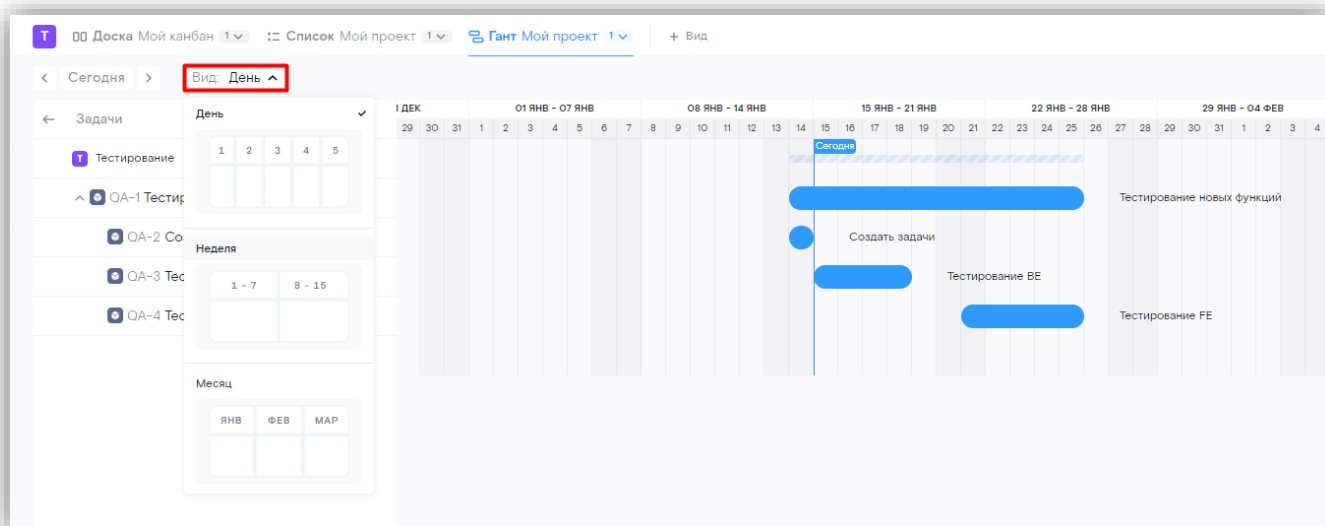 T Доска Мой канбан 1 Список Мой проект 1 Гант Мой проект 1 + Вид
Сегодня Вид: День
Задачи
T Тестирование
QA-1 Тестир
QA-2 Со
QA-3 Тес
QA-4 Тес
День
1 2 3 4 5
Неделя
1 - 7 8 - 15
Месяц
ЯНВ ФЕВ МАР
ДЕК 01 ЯНВ - 07 ЯНВ 08 ЯНВ - 14 ЯНВ 15 ЯНВ - 21 ЯНВ 22 ЯНВ - 28 ЯНВ 29 ЯНВ - 04 ФЕВ
29 30 31 1 2 3 4 5 6 7 8 9 10 11 12 13 14 15 16 17 18 19 20 21 22 23 24 25 26 27 28 29 30 31 1 2 3 4
Сегодня
Тестирование новых функций
Создать задачи
Тестирование BE
Тестирование FE